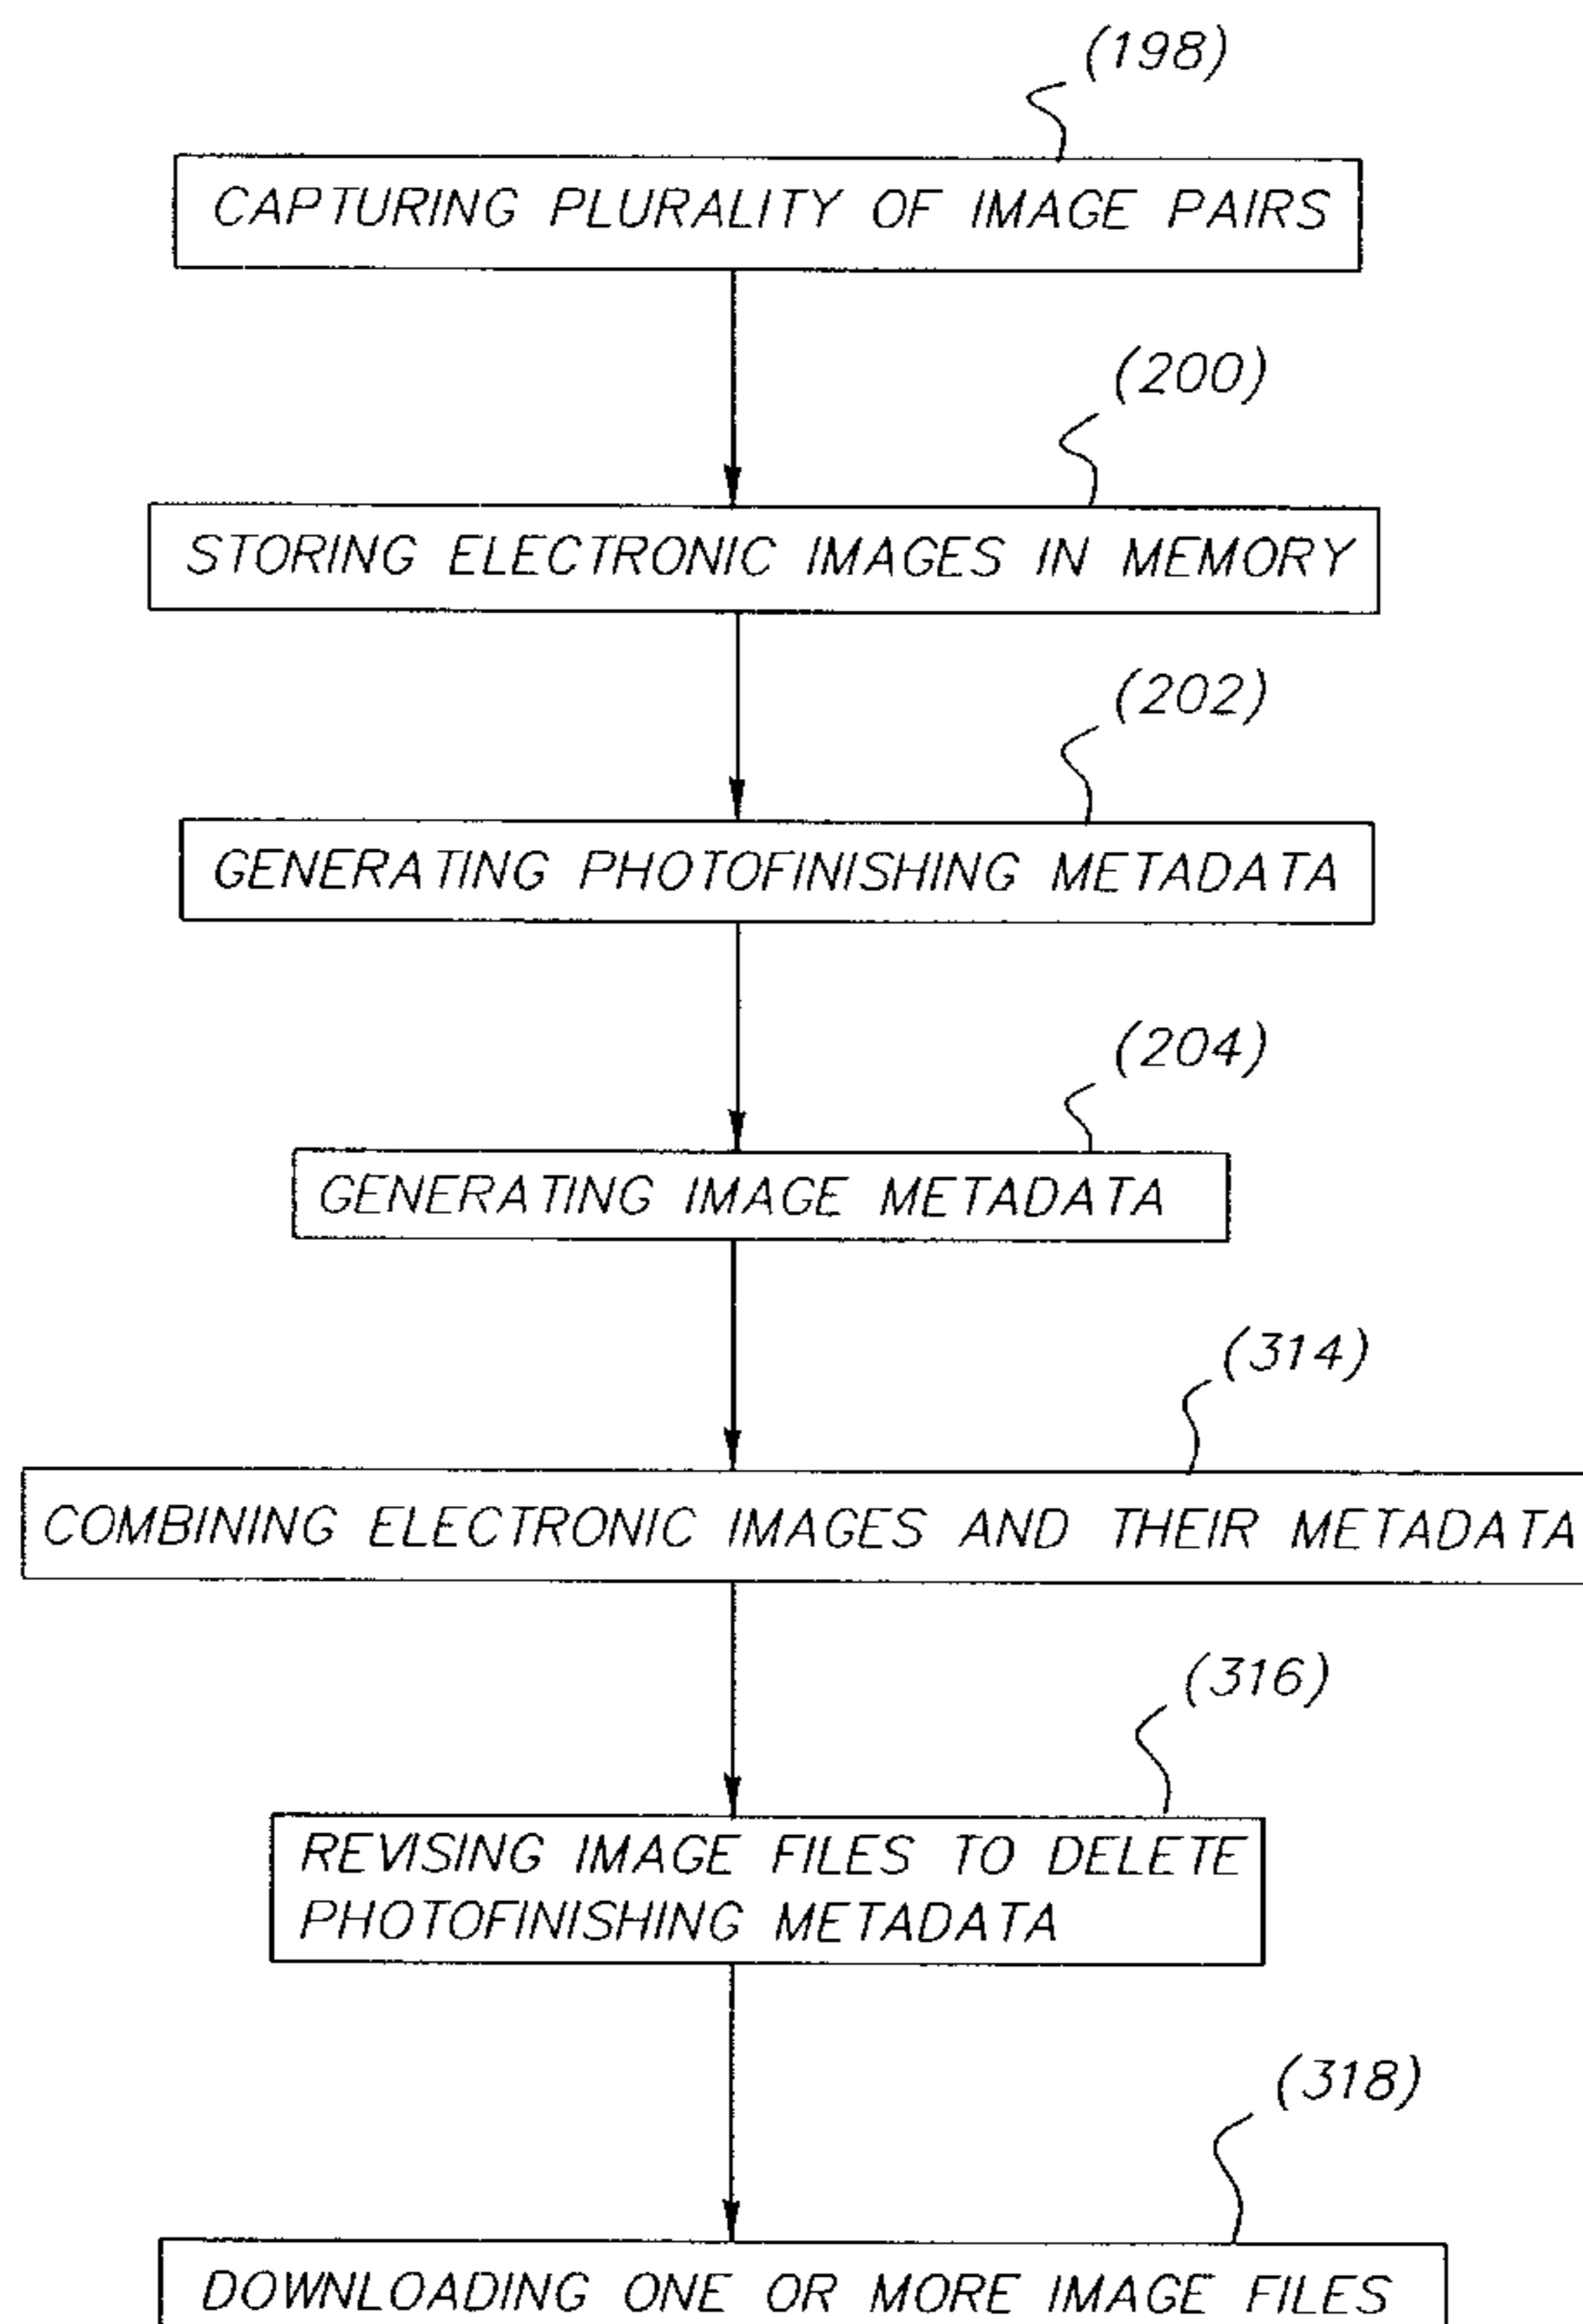 (198)
CAPTURING PLURALITY OF IMAGE PAIRS
(200)
STORING ELECTRONIC IMAGES IN MEMORY
(202)
GENERATING PHOTOFINISHING METADATA
(204)
GENERATING IMAGE METADATA
(314)
COMBINING ELECTRONIC IMAGES AND THEIR METADATA
(316)
REVISING IMAGE FILES TO DELETE
PHOTOFINISHING METADATA
(318)
DOWNLOADING ONE OR MORE IMAGE FILES